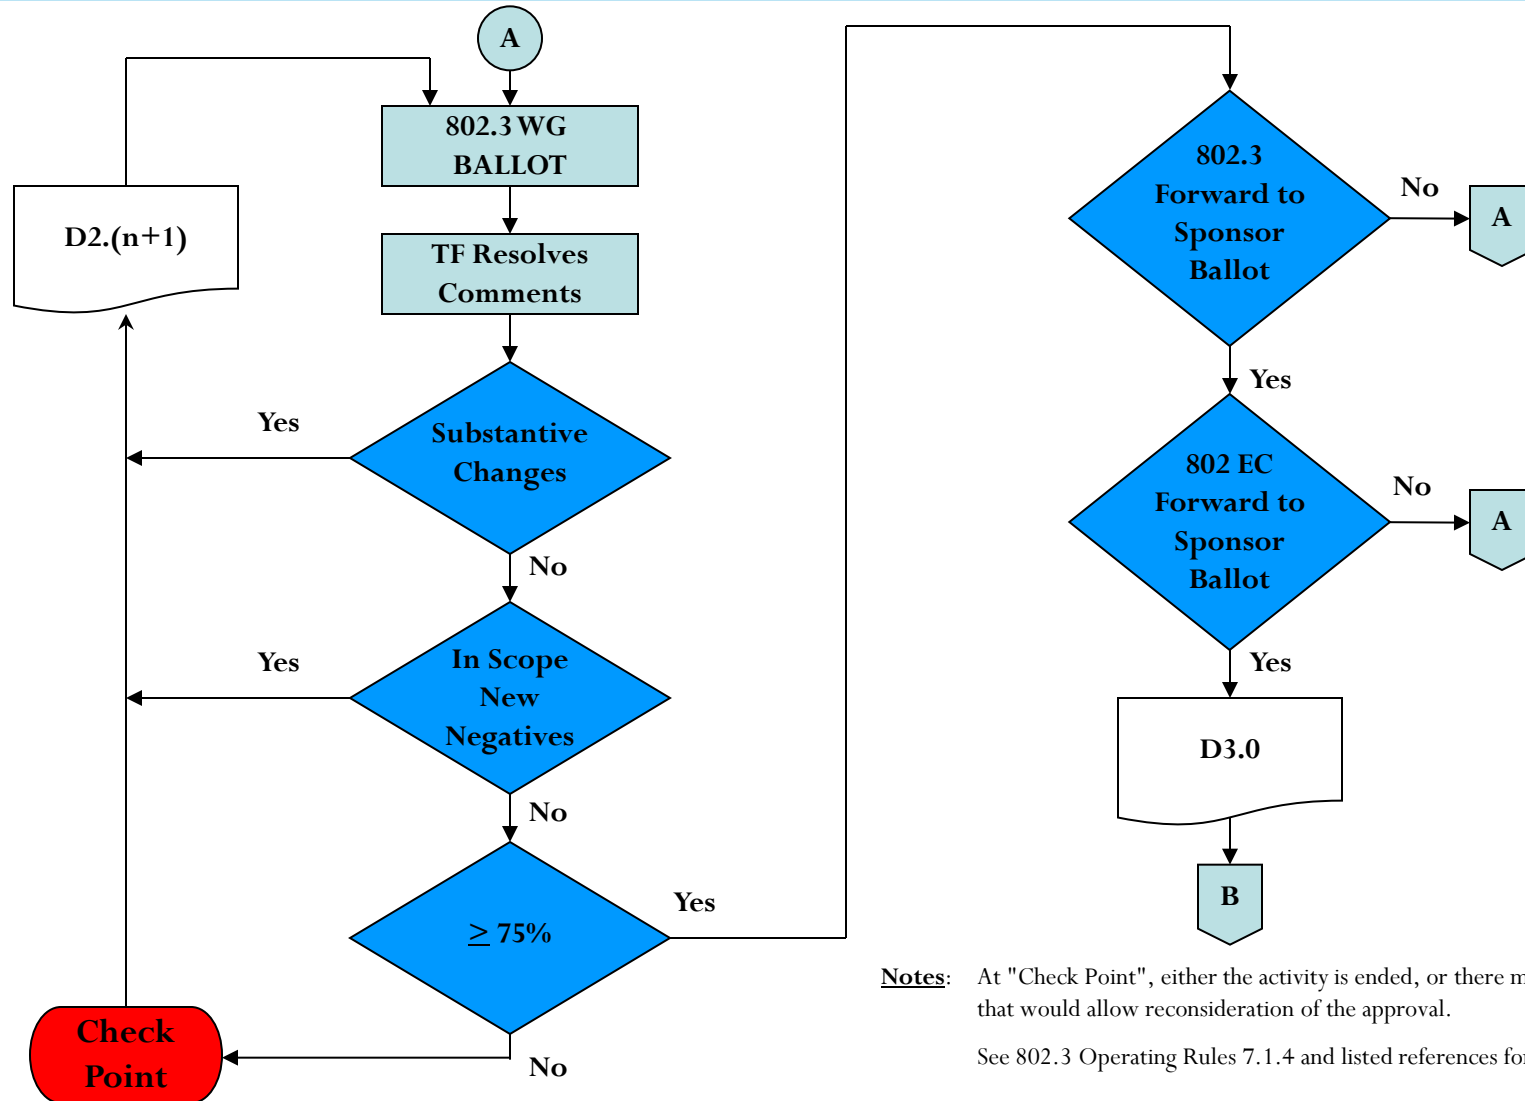 A
802.3 WG
BALLOT
D2.(n+1)
TF Resolves
Comments
Yes
Substantive
Changes
No
Yes
In Scope
New
Negatives
No
≥ 75%
Yes
Check
Point
No
802.3
Forward to
Sponsor
Ballot
No
A
Yes
802 EC
Forward to
Sponsor
Ballot
No
A
Yes
D3.0
B
Notes: At "Check Point", either the activity is ended, or there
that would allow reconsideration of the approval.
See 802.3 Operating Rules 7.1.4 and listed references for